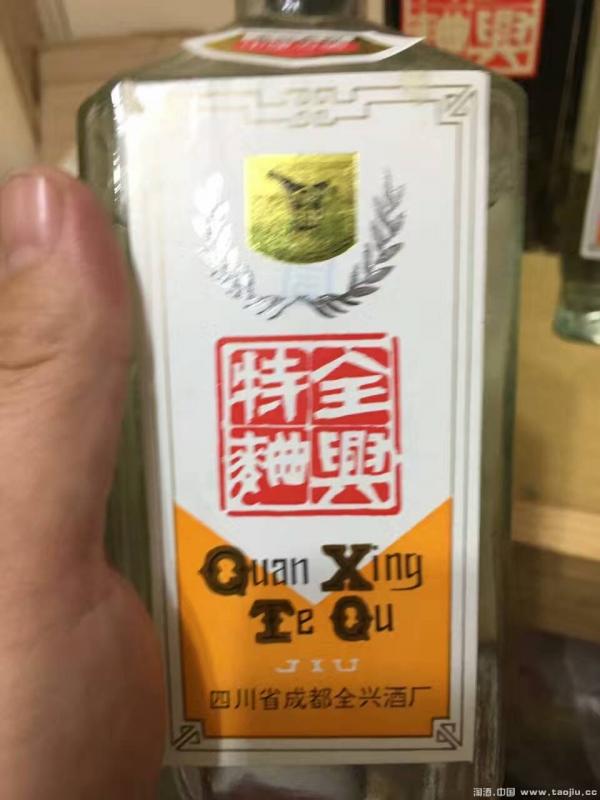 全興
特麯
Quan Xing
Te Qu
JIU
四川省成都全兴酒厂
淘酒.中国 www.taojiu.cc